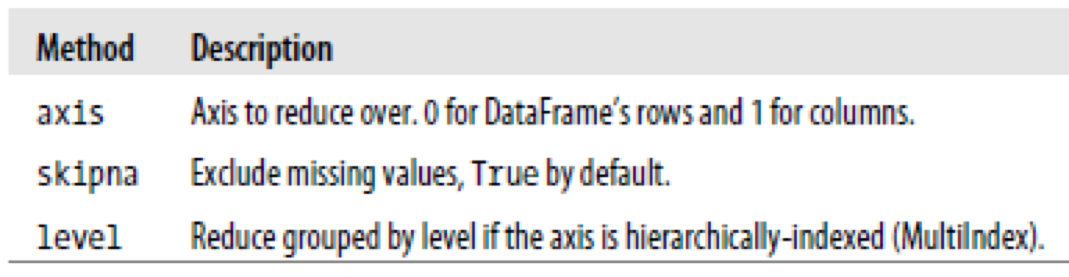 Method Description
axis Axis to reduce over. 0 for DataFrame’s rows and 1 for columns.
skipna Exclude missing values, True by default.
level Reduce grouped by level if the axis is hierarchically-indexed (MultiIndex).